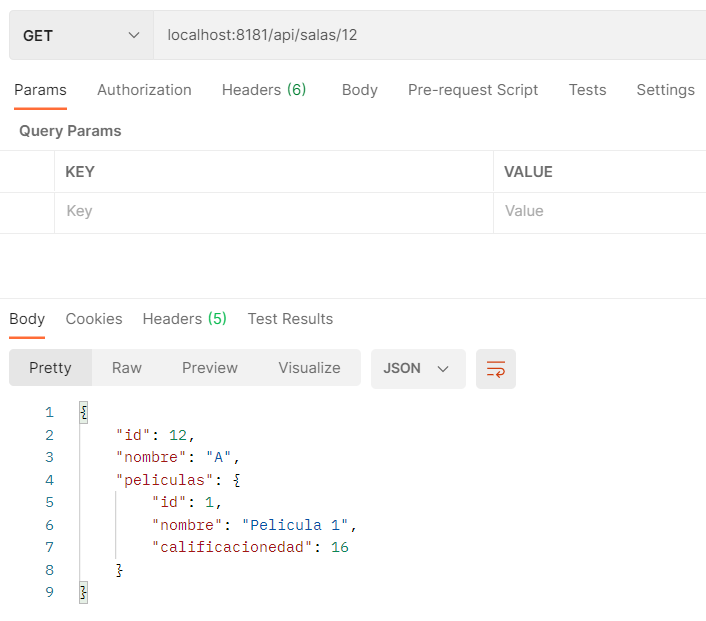 GET localhost:8181/api/salas/12
Params Authorization Headers (6) Body Pre-request Script Tests Settings
Query Params
KEY VALUE
Key Value
Body Cookies Headers (5) Test Results
Pretty Raw Preview Visualize JSON
1 {
2 "id": 12,
3 "nombre": "A",
4 "peliculas": {
5 "id": 1,
6 "nombre": "Pelicula 1",
7 "calificacionedad": 16
8 }
9 }